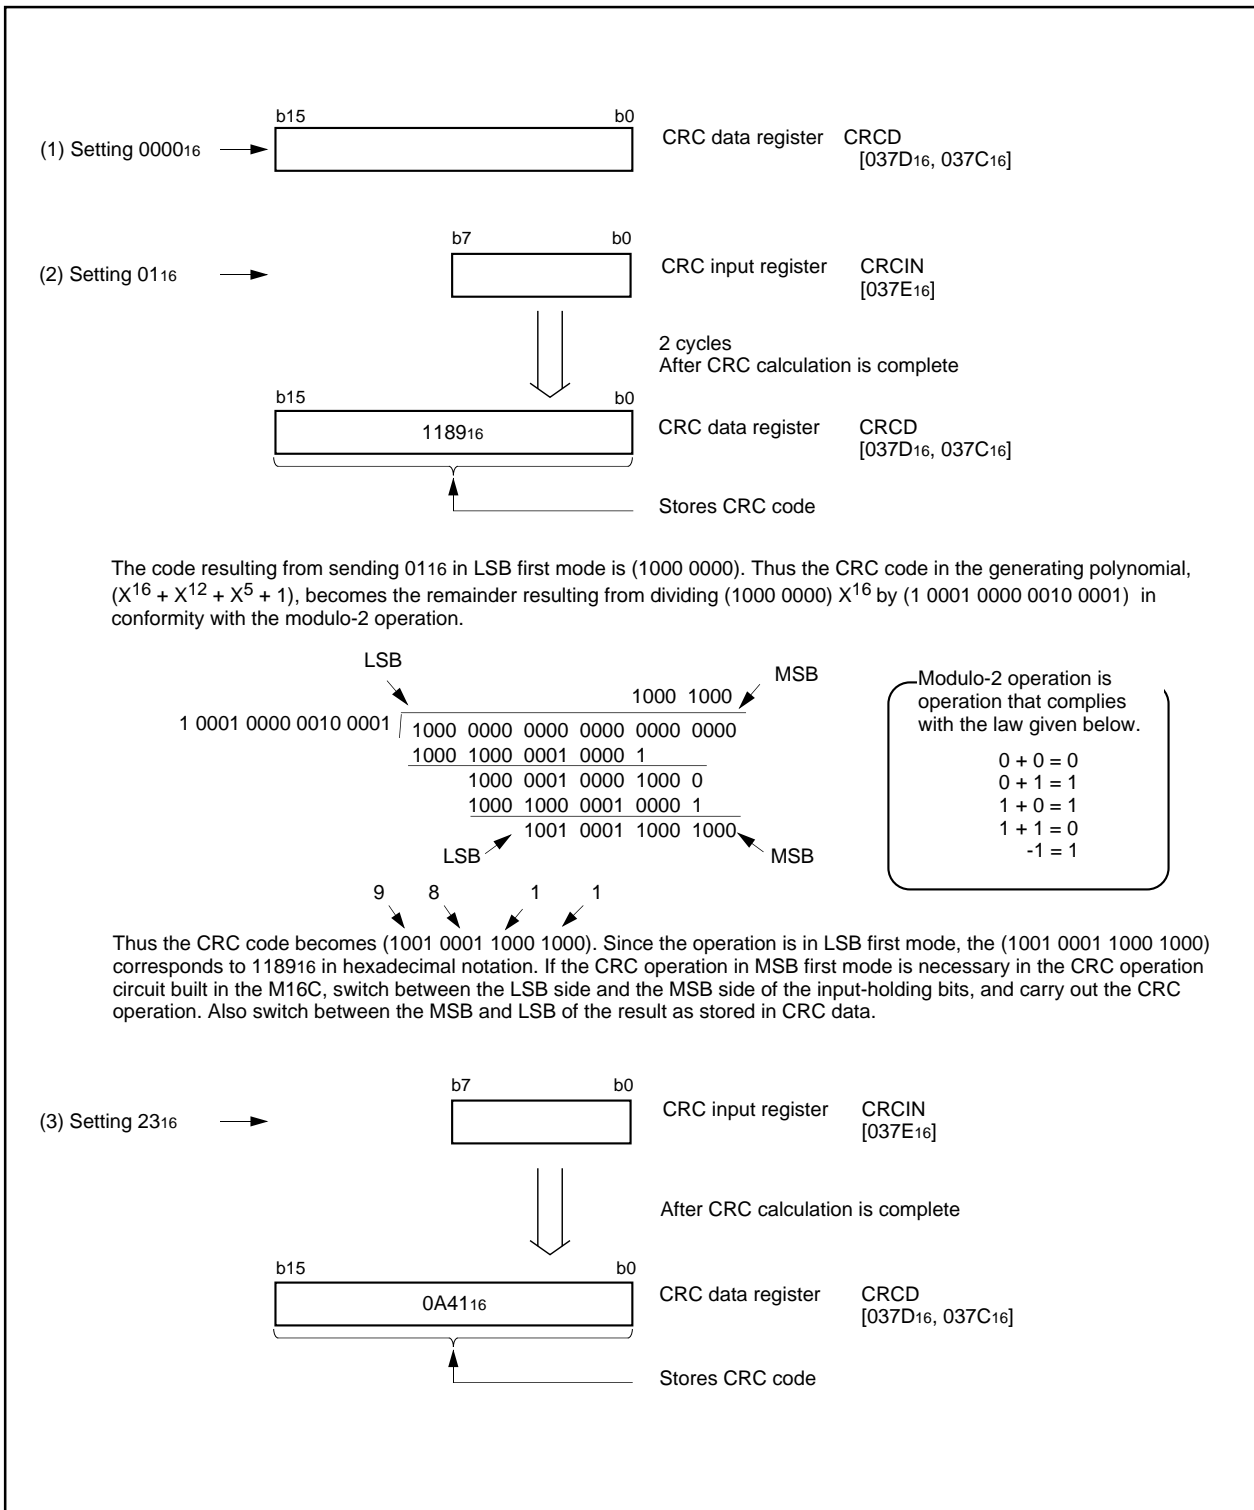 b15 b0
(1) Setting 0000₁₆ CRC data register CRCD
[037D₁₆, 037C₁₆]
b7 b0
(2) Setting 01₁₆ CRC input register CRCIN
[037E₁₆]
2 cycles
After CRC calculation is complete
b15 b0
1189₁₆ CRC data register CRCD
[037D₁₆, 037C₁₆]
Stores CRC code
The code resulting from sending 01₁₆ in LSB first mode is (1000 0000). Thus the CRC code in the generating polynomial,
(X¹⁶ + X¹² + X⁵ + 1), becomes the remainder resulting from dividing (1000 0000) X¹⁶ by (1 0001 0000 0010 0001) in
conformity with the modulo-2 operation.
LSB MSB
1000 1000
1 0001 0000 0010 0001 1000 0000 0000 0000 0000 0000
1000 1000 0001 0000 1
1000 0001 0000 1000 0
1000 1000 0001 0000 1
1001 0001 1000 1000
LSB MSB
Modulo-2 operation is
operation that complies
with the law given below.
0 + 0 = 0
0 + 1 = 1
1 + 0 = 1
1 + 1 = 0
-1 = 1
9 8 1 1
Thus the CRC code becomes (1001 0001 1000 1000). Since the operation is in LSB first mode, the (1001 0001 1000 1000)
corresponds to 1189₁₆ in hexadecimal notation. If the CRC operation in MSB first mode is necessary in the CRC operation
circuit built in the M16C, switch between the LSB side and the MSB side of the input-holding bits, and carry out the CRC
operation. Also switch between the MSB and LSB of the result as stored in CRC data.
b7 b0
(3) Setting 23₁₆ CRC input register CRCIN
[037E₁₆]
After CRC calculation is complete
b15 b0
0A41₁₆ CRC data register CRCD
[037D₁₆, 037C₁₆]
Stores CRC code